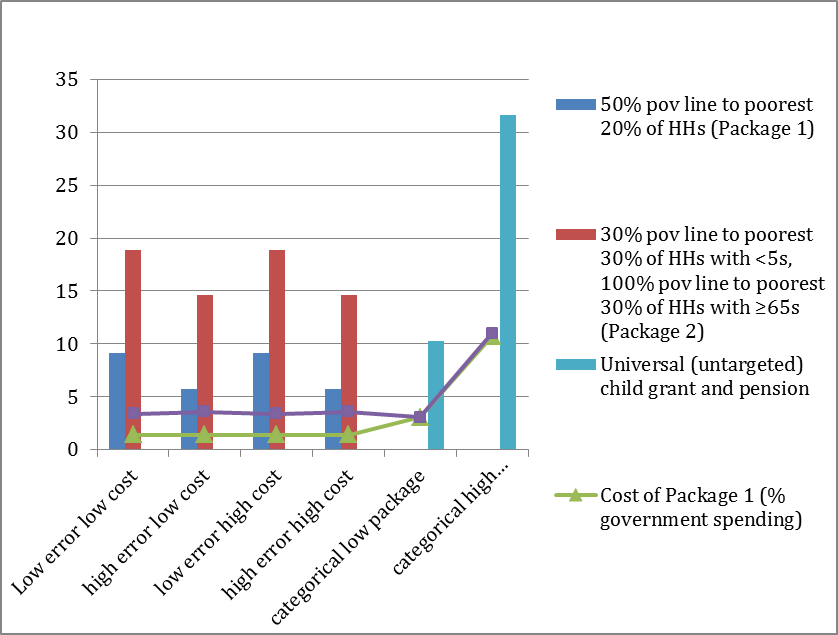 35
30
25
20
15
10
5
0
Low error low cost
high error low cost
low error high cost
high error high cost
categorical low package
categorical high...
50% pov line to poorest
20% of HHs (Package 1)
30% pov line to poorest
30% of HHs with <5s,
100% pov line to poorest
30% of HHs with ≥65s
(Package 2)
Universal (untargeted)
child grant and pension
Cost of Package 1 (%
government spending)